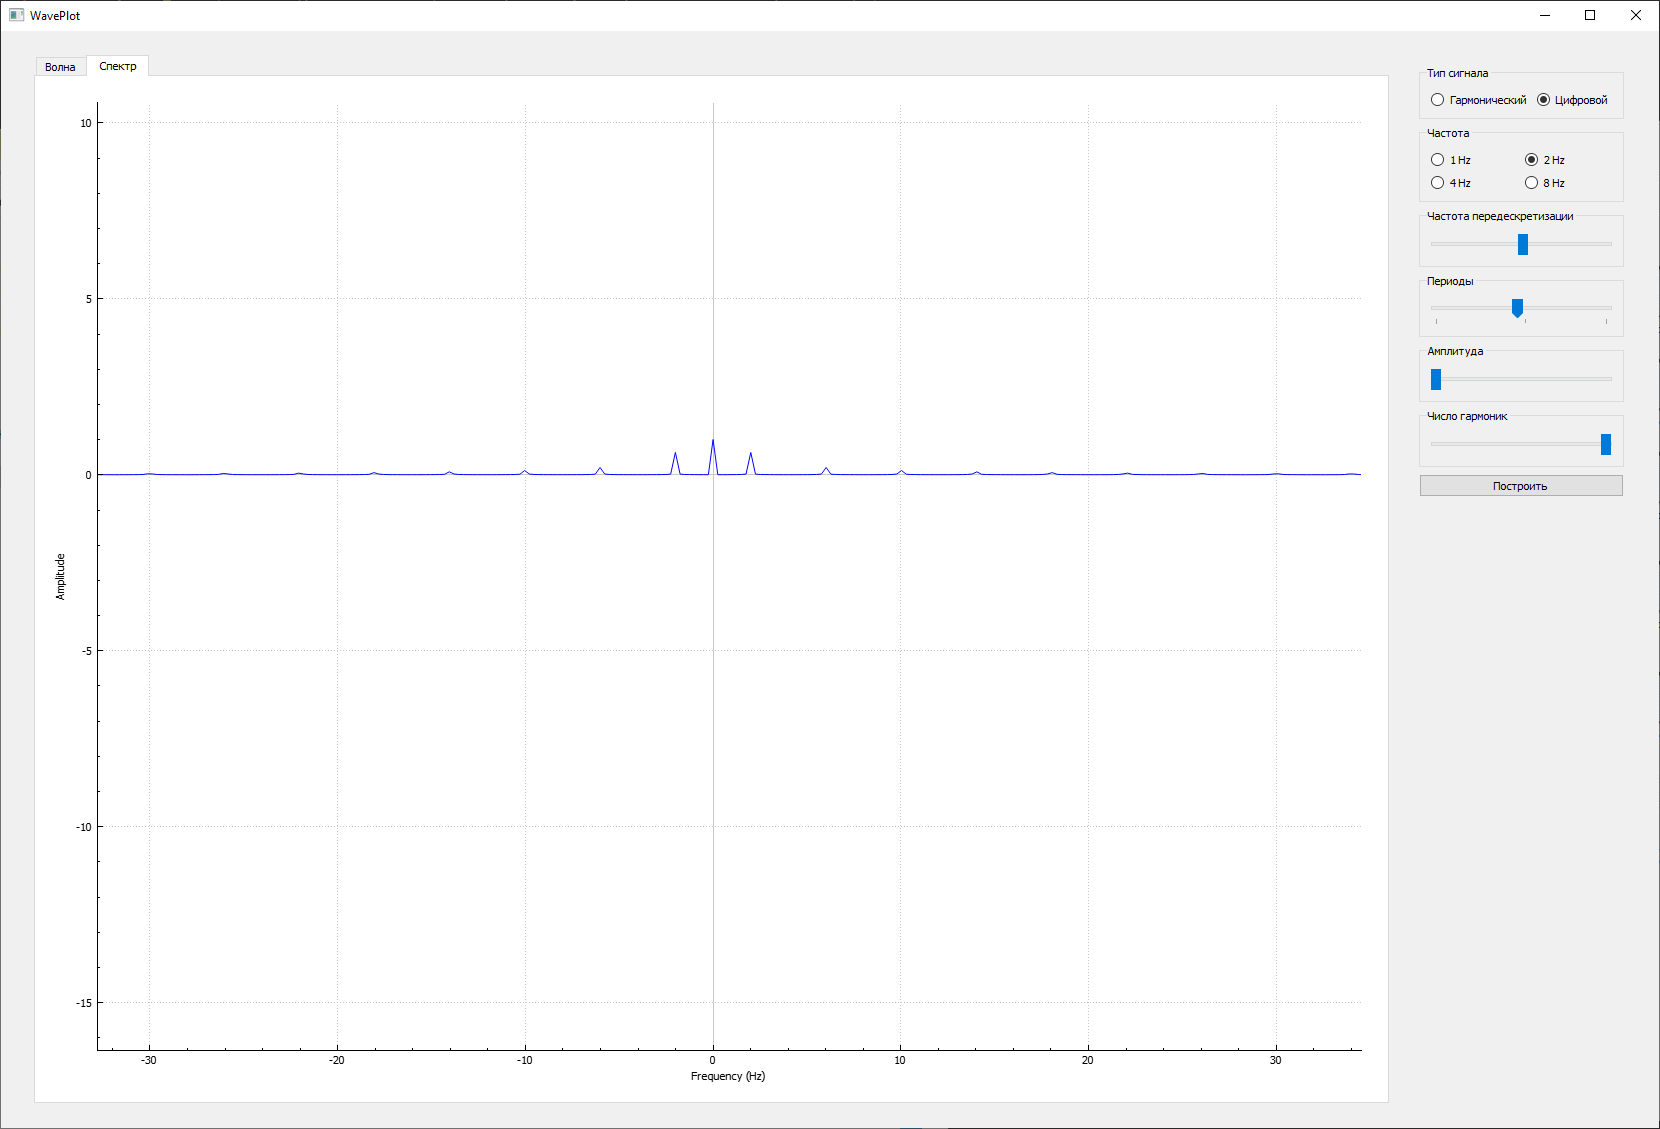 WavePlot
Волна
Спектр
10
5
0
-5
-10
-15
Amplitude
-30
-20
-10
0
10
20
30
Frequency (Hz)
Тип сигнала
Гармонический
Цифровой
Частота
1 Hz
2 Hz
4 Hz
8 Hz
Частота передескретизации
Периоды
Амплитуда
Число гармоник
Построить